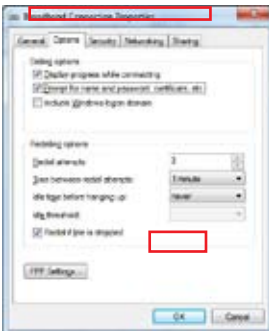 Broadband Connection Properties
General Options Security Networking Sharing
Dialing options
Display progress while connecting
Prompt for name and password, certificate, etc.
Include Windows logon domain
Redialing options
Redial attempts: 3
Time between redial attempts: 1 minute
Idle time before hanging up: never
Idle threshold:
Redial if line is dropped
PPP Settings...
OK Cancel